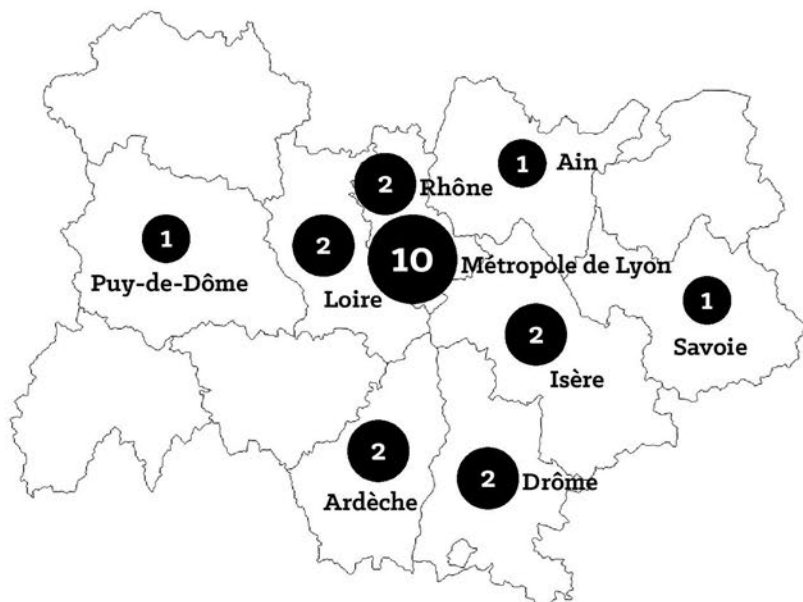 1 Ain
2 Rhône
1
Puy-de-Dôme
2
Loire
10 Métropole de Lyon
1
Savoie
2
Isère
2
Ardèche
2 Drôme